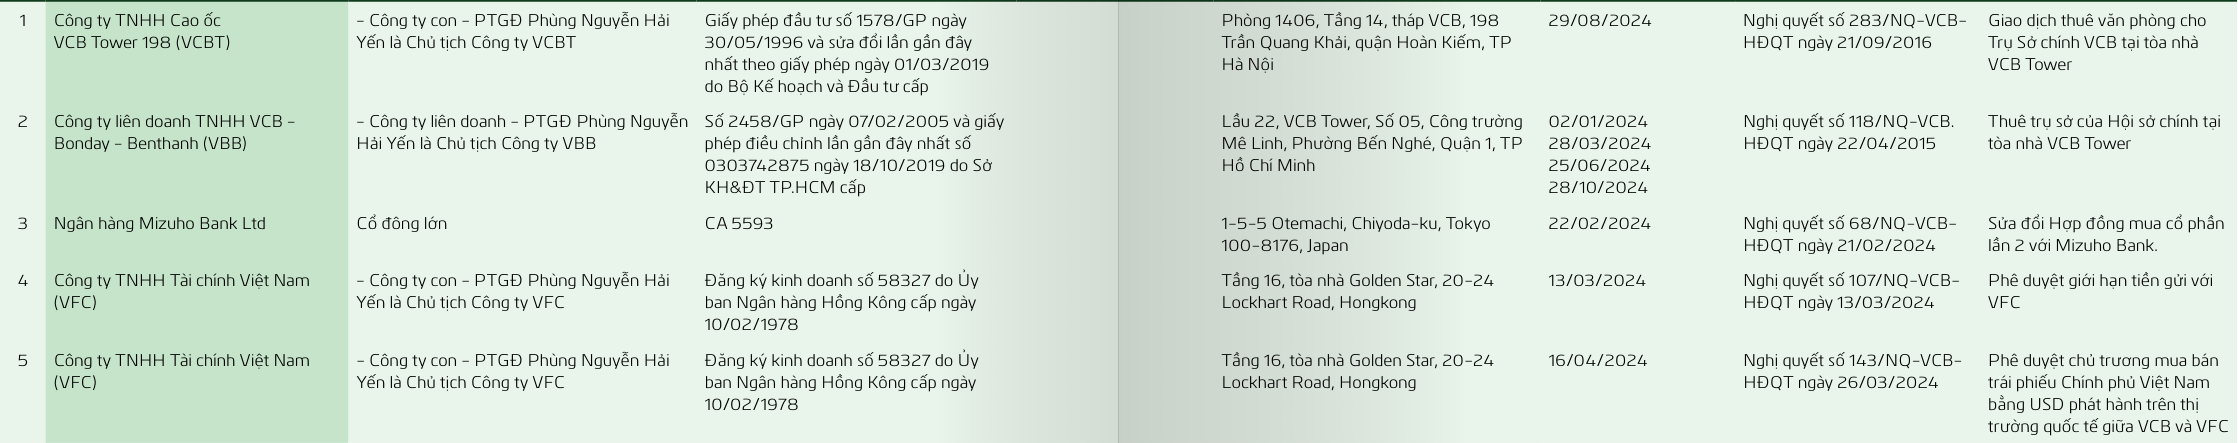 1
Công ty TNHH Cao ốc
VCB Tower 198 (VCBT)
– Công ty con – PTGĐ Phùng Nguyễn Hải
Yến là Chủ tịch Công ty VCBT
Giấy phép đầu tư số 1578/GP ngày
30/05/1996 và sửa đổi lần gần đây
nhất theo giấy phép ngày 01/03/2019
do Bộ Kế hoạch và Đầu tư cấp
Phòng 1406, Tầng 14, tháp VCB, 198
Trần Quang Khải, quận Hoàn Kiếm, TP
Hà Nội
29/08/2024
Nghị quyết số 283/NQ-VCB-
HĐQT ngày 21/09/2016
Giao dịch thuê văn phòng cho
Trụ Sở chính VCB tại tòa nhà
VCB Tower
2
Công ty liên doanh TNHH VCB –
Bonday – Benthanh (VBB)
– Công ty liên doanh – PTGĐ Phùng Nguyễn
Hải Yến là Chủ tịch Công ty VBB
Số 2458/GP ngày 07/02/2005 và giấy
phép điều chỉnh lần gần đây nhất số
0303742875 ngày 18/10/2019 do Sở
KH&ĐT TP.HCM cấp
Lầu 22, VCB Tower, Số 05, Công trường
Mê Linh, Phường Bến Nghé, Quận 1, TP
Hồ Chí Minh
02/01/2024
28/03/2024
25/06/2024
28/10/2024
Nghị quyết số 118/NQ-VCB.
HĐQT ngày 22/04/2015
Thuê trụ sở của Hội sở chính tại
tòa nhà VCB Tower
3
Ngân hàng Mizuho Bank Ltd
Cổ đông lớn
CA 5593
1-5-5 Otemachi, Chiyoda-ku, Tokyo
100-8176, Japan
22/02/2024
Nghị quyết số 68/NQ-VCB-
HĐQT ngày 21/02/2024
Sửa đổi Hợp đồng mua cổ phần
lần 2 với Mizuho Bank.
4
Công ty TNHH Tài chính Việt Nam
(VFC)
– Công ty con – PTGĐ Phùng Nguyễn Hải
Yến là Chủ tịch Công ty VFC
Đăng ký kinh doanh số 58327 do Ủy
ban Ngân hàng Hồng Kông cấp ngày
10/02/1978
Tầng 16, tòa nhà Golden Star, 20-24
Lockhart Road, Hongkong
13/03/2024
Nghị quyết số 107/NQ-VCB-
HĐQT ngày 13/03/2024
Phê duyệt giới hạn tiền gửi với
VFC
5
Công ty TNHH Tài chính Việt Nam
(VFC)
– Công ty con – PTGĐ Phùng Nguyễn Hải
Yến là Chủ tịch Công ty VFC
Đăng ký kinh doanh số 58327 do Ủy
ban Ngân hàng Hồng Kông cấp ngày
10/02/1978
Tầng 16, tòa nhà Golden Star, 20-24
Lockhart Road, Hongkong
16/04/2024
Nghị quyết số 143/NQ-VCB-
HĐQT ngày 26/03/2024
Phê duyệt chủ trương mua bán
trái phiếu Chính phủ Việt Nam
bằng USD phát hành trên thị
trường quốc tế giữa VCB và VFC